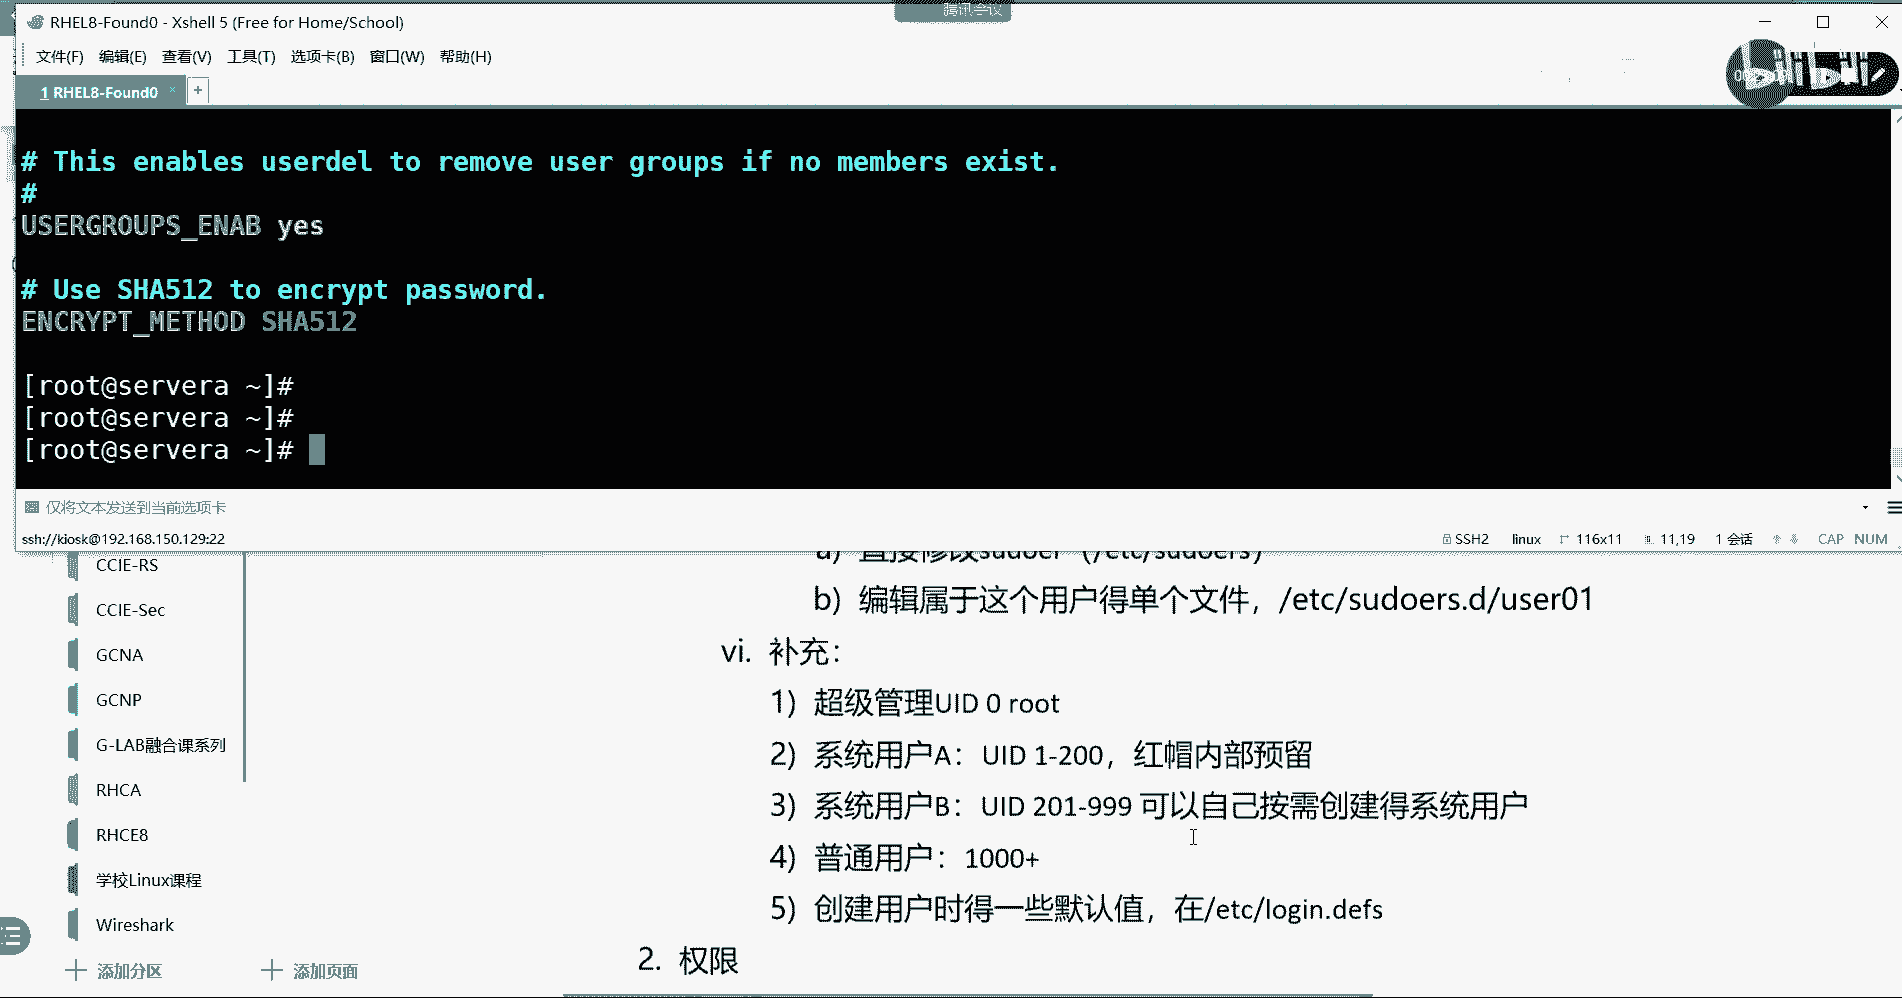 腾讯会议
RHEL8-Found0 - Xshell 5 (Free for Home/School)
文件(F) 编辑(E) 查看(V) 工具(T) 选项卡(B) 窗口(W) 帮助(H)
1 RHEL8-Found0 × +
# This enables userdel to remove user groups if no members exist.
#
USERGROUPS_ENAB yes
# Use SHA512 to encrypt password.
ENCRYPT_METHOD SHA512
[root@servera ~]#
[root@servera ~]#
[root@servera ~]#
仅将文本发送到当前选项卡
ssh://kiosk@192.168.150.129:22 SSH2 linux 116x11 11,19 1 会话 CAP NUM
CCIE-RS
CCIE-Sec
GCNA
GCNP
G-LAB融合课系列
RHCA
RHCE8
学校Linux课程
Wireshark
添加分区 添加页面
a) 直接修改sudoer (/etc/sudoers)
b) 编辑属于这个用户得单个文件，/etc/sudoers.d/user01
vi. 补充：
1) 超级管理UID 0 root
2) 系统用户A：UID 1-200，红帽内部预留
3) 系统用户B：UID 201-999 可以自己按需创建得系统用户
4) 普通用户：1000+
5) 创建用户时得一些默认值，在/etc/login.defs
2. 权限